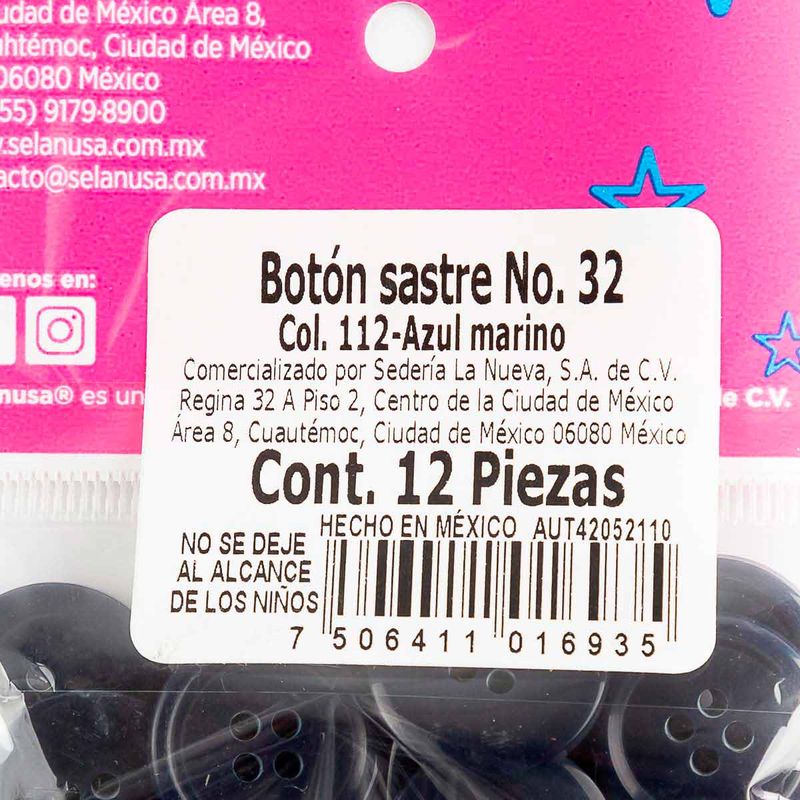 udad de México Área 8,
uhtémoc, Ciudad de México
06080 México
55) 9179-8900
.selanusa.com.mx
acto@selanusa.com.mx
enos en:
nusa® es un
de C.V.
Botón sastre No. 32
Col. 112-Azul marino
Comercializado por Sedería La Nueva, S.A. de C.V.
Regina 32 A Piso 2, Centro de la Ciudad de México
Área 8, Cuautémoc, Ciudad de México 06080 México
Cont. 12 Piezas
HECHO EN MÉXICO AUT42052110
NO SE DEJE
AL ALCANCE
DE LOS NIÑOS
7 506411 016935